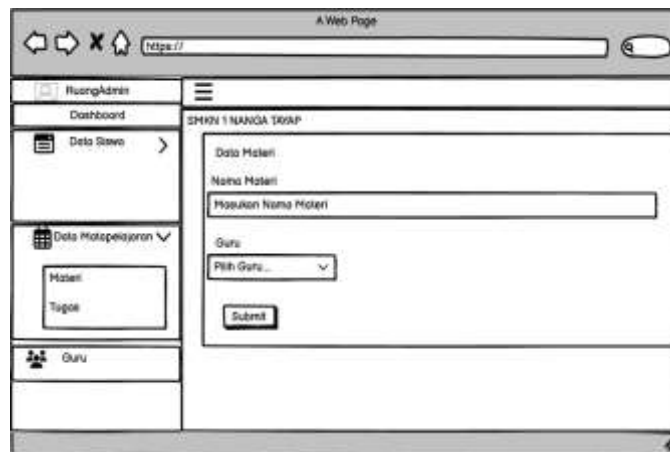 A Web Page
https://
RuangAdmin
Dashboard
Data Siswa
Data Matapelajaran
Materi
Tugas
Guru
SMKN 1 NANGA TAYAP
Data Materi
Nama Materi
Masukan Nama Materi
Guru
Pilih Guru...
Submit